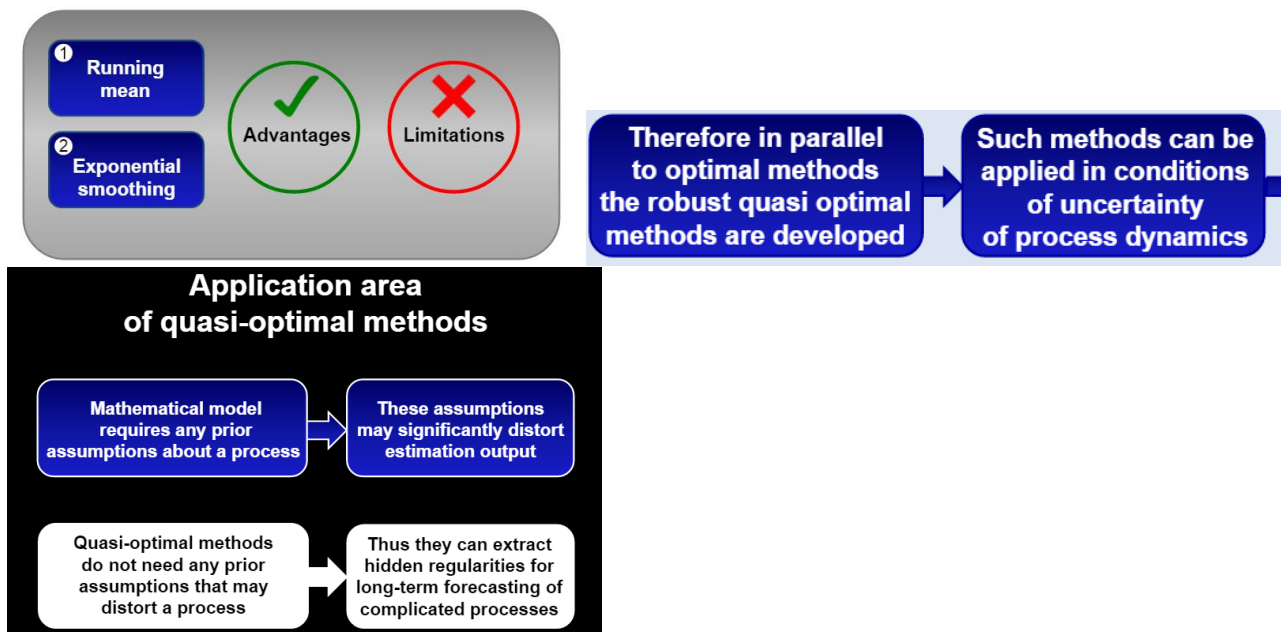 1
Running
mean
2
Exponential
smoothing
Advantages
Limitations
Therefore in parallel
to optimal methods
the robust quasi optimal
methods are developed
Such methods can be
applied in conditions
of uncertainty
of process dynamics
Application area
of quasi-optimal methods
Mathematical model
requires any prior
assumptions about a process
These assumptions
may significantly distort
estimation output
Quasi-optimal methods
do not need any prior
assumptions that may
distort a process
Thus they can extract
hidden regularities for
long-term forecasting of
complicated processes